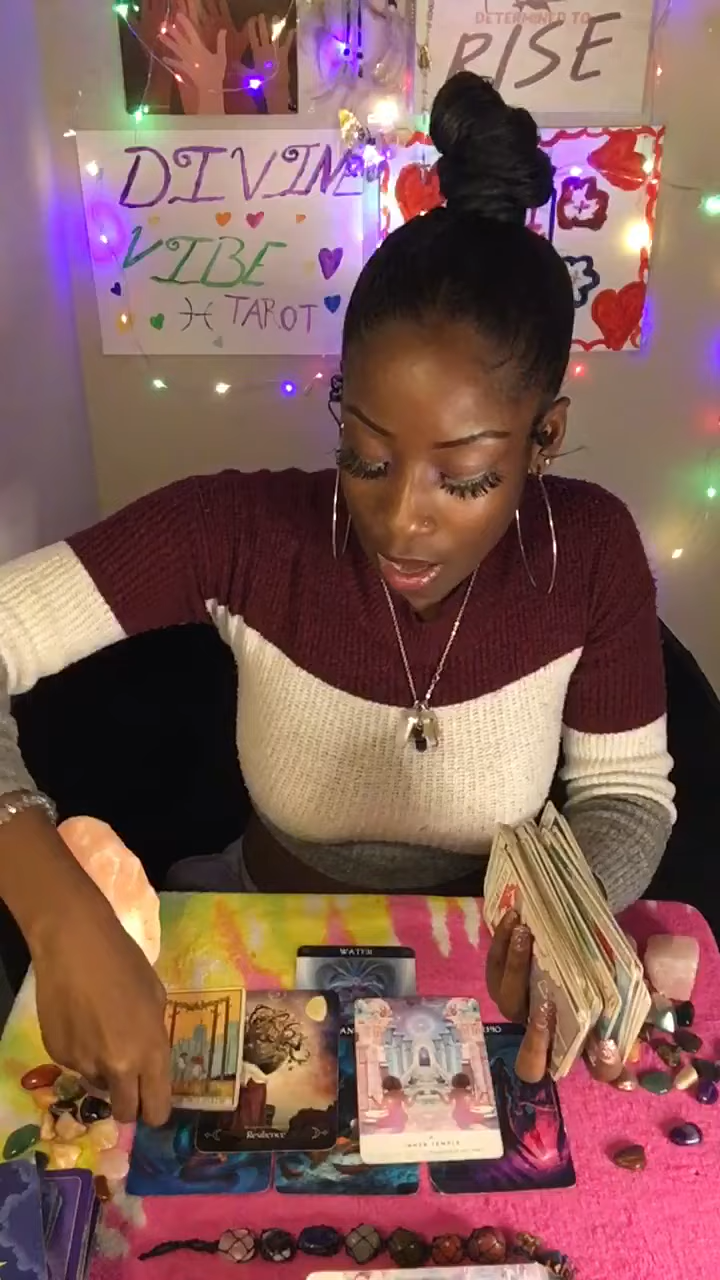 DETERMINED TO
RISE
DIVINE
VIBE
♓ TAROT
WATER
Resilience
INNER TEMPLE